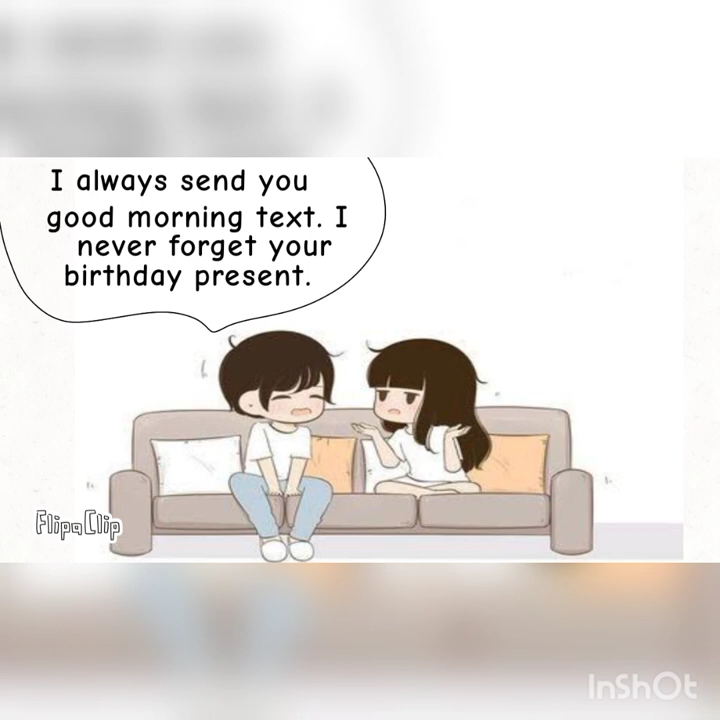 I always send you
good morning text. I
never forget your
birthday present.
FlipaClip
InShOt